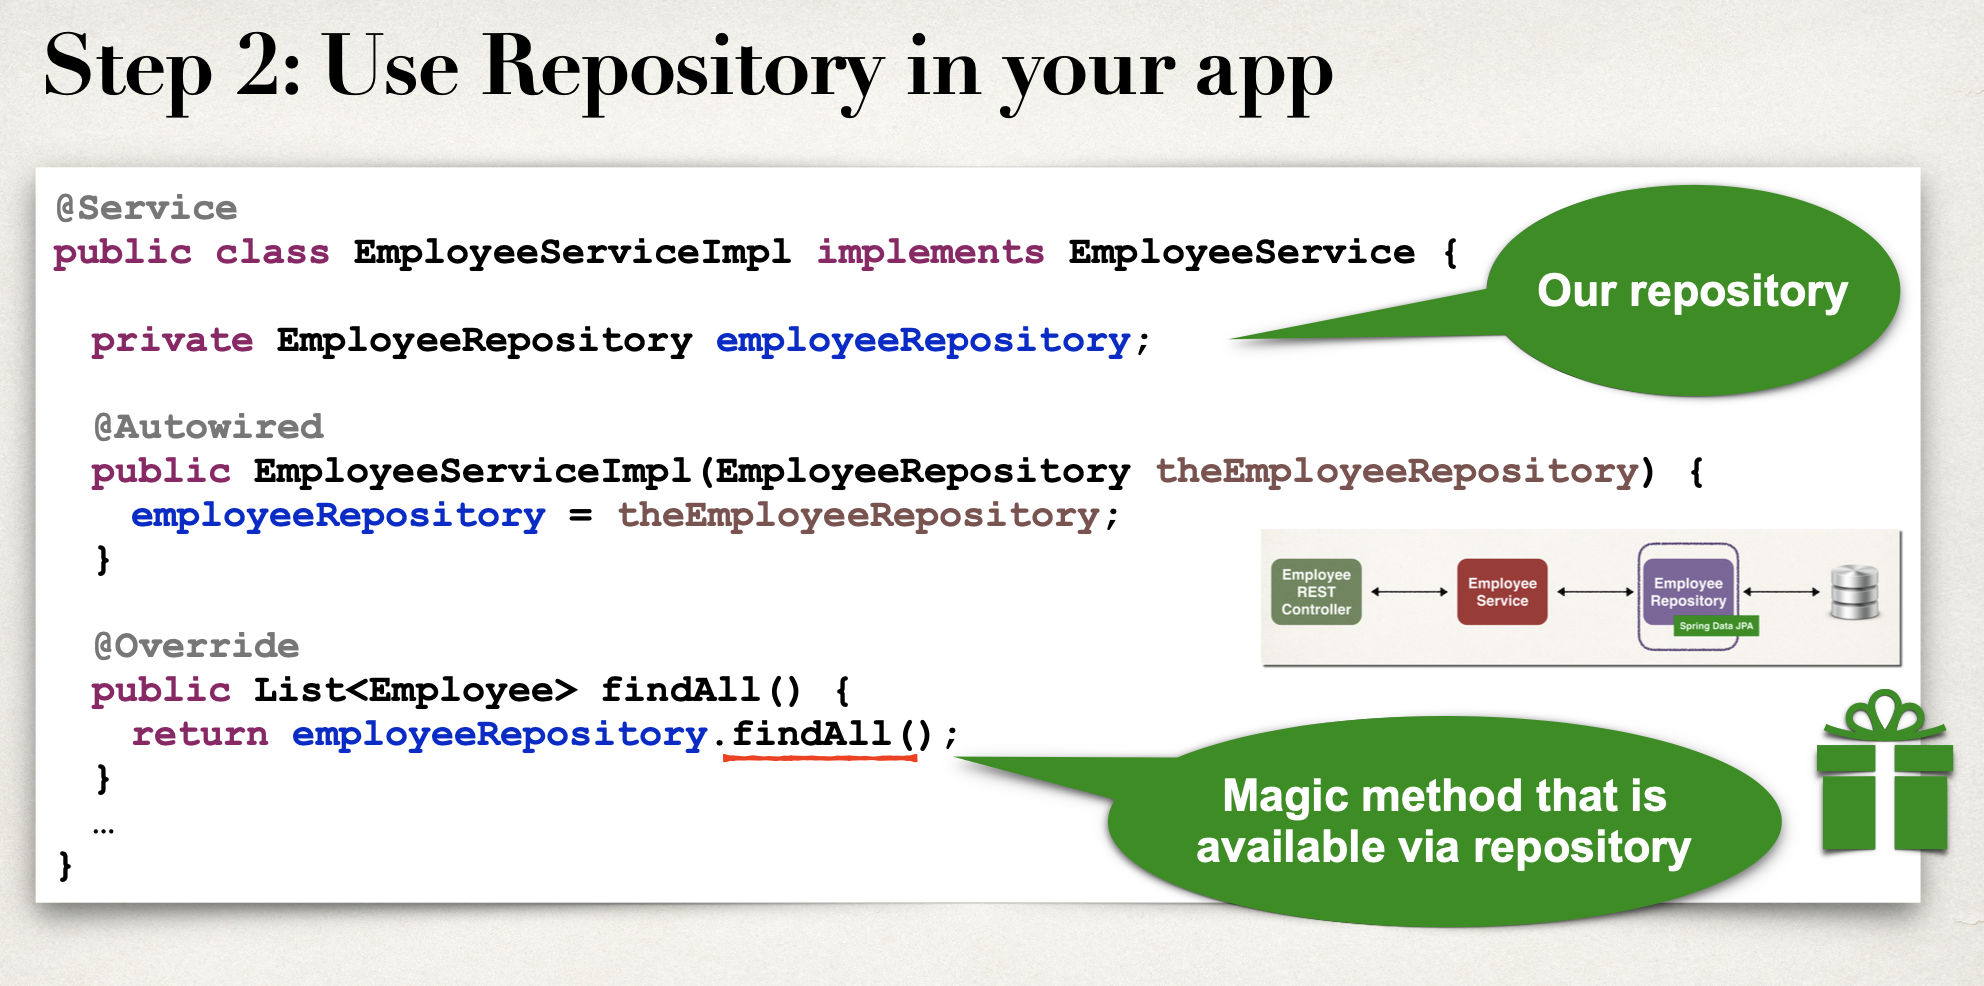 Step 2: Use Repository in your app
@Service
public class EmployeeServiceImpl implements EmployeeService {
private EmployeeRepository employeeRepository;
@Autowired
public EmployeeServiceImpl(EmployeeRepository theEmployeeRepository) {
employeeRepository = theEmployeeRepository;
}
@Override
public List<Employee> findAll() {
return employeeRepository.findAll();
}
…
}
Our repository
Employee
REST
Controller
Employee
Service
Employee
Repository
Spring Data JPA
Magic method that is
available via repository